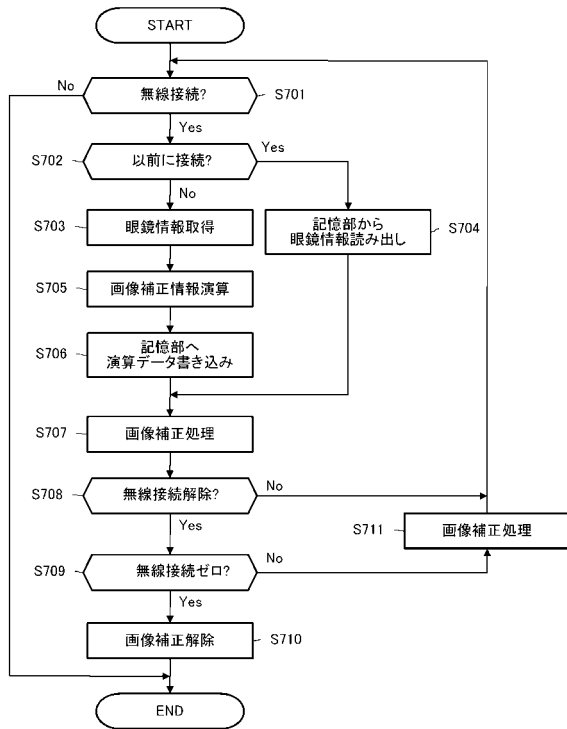 START
No
無線接続?
S701
Yes
S702
以前に接続?
Yes
No
S703
眼鏡情報取得
記憶部から
眼鏡情報読み出し
S704
S705
画像補正情報演算
S706
記憶部へ
演算データ書き込み
S707
画像補正処理
S708
無線接続解除?
No
Yes
S711
画像補正処理
S709
無線接続ゼロ?
No
Yes
画像補正解除
S710
END